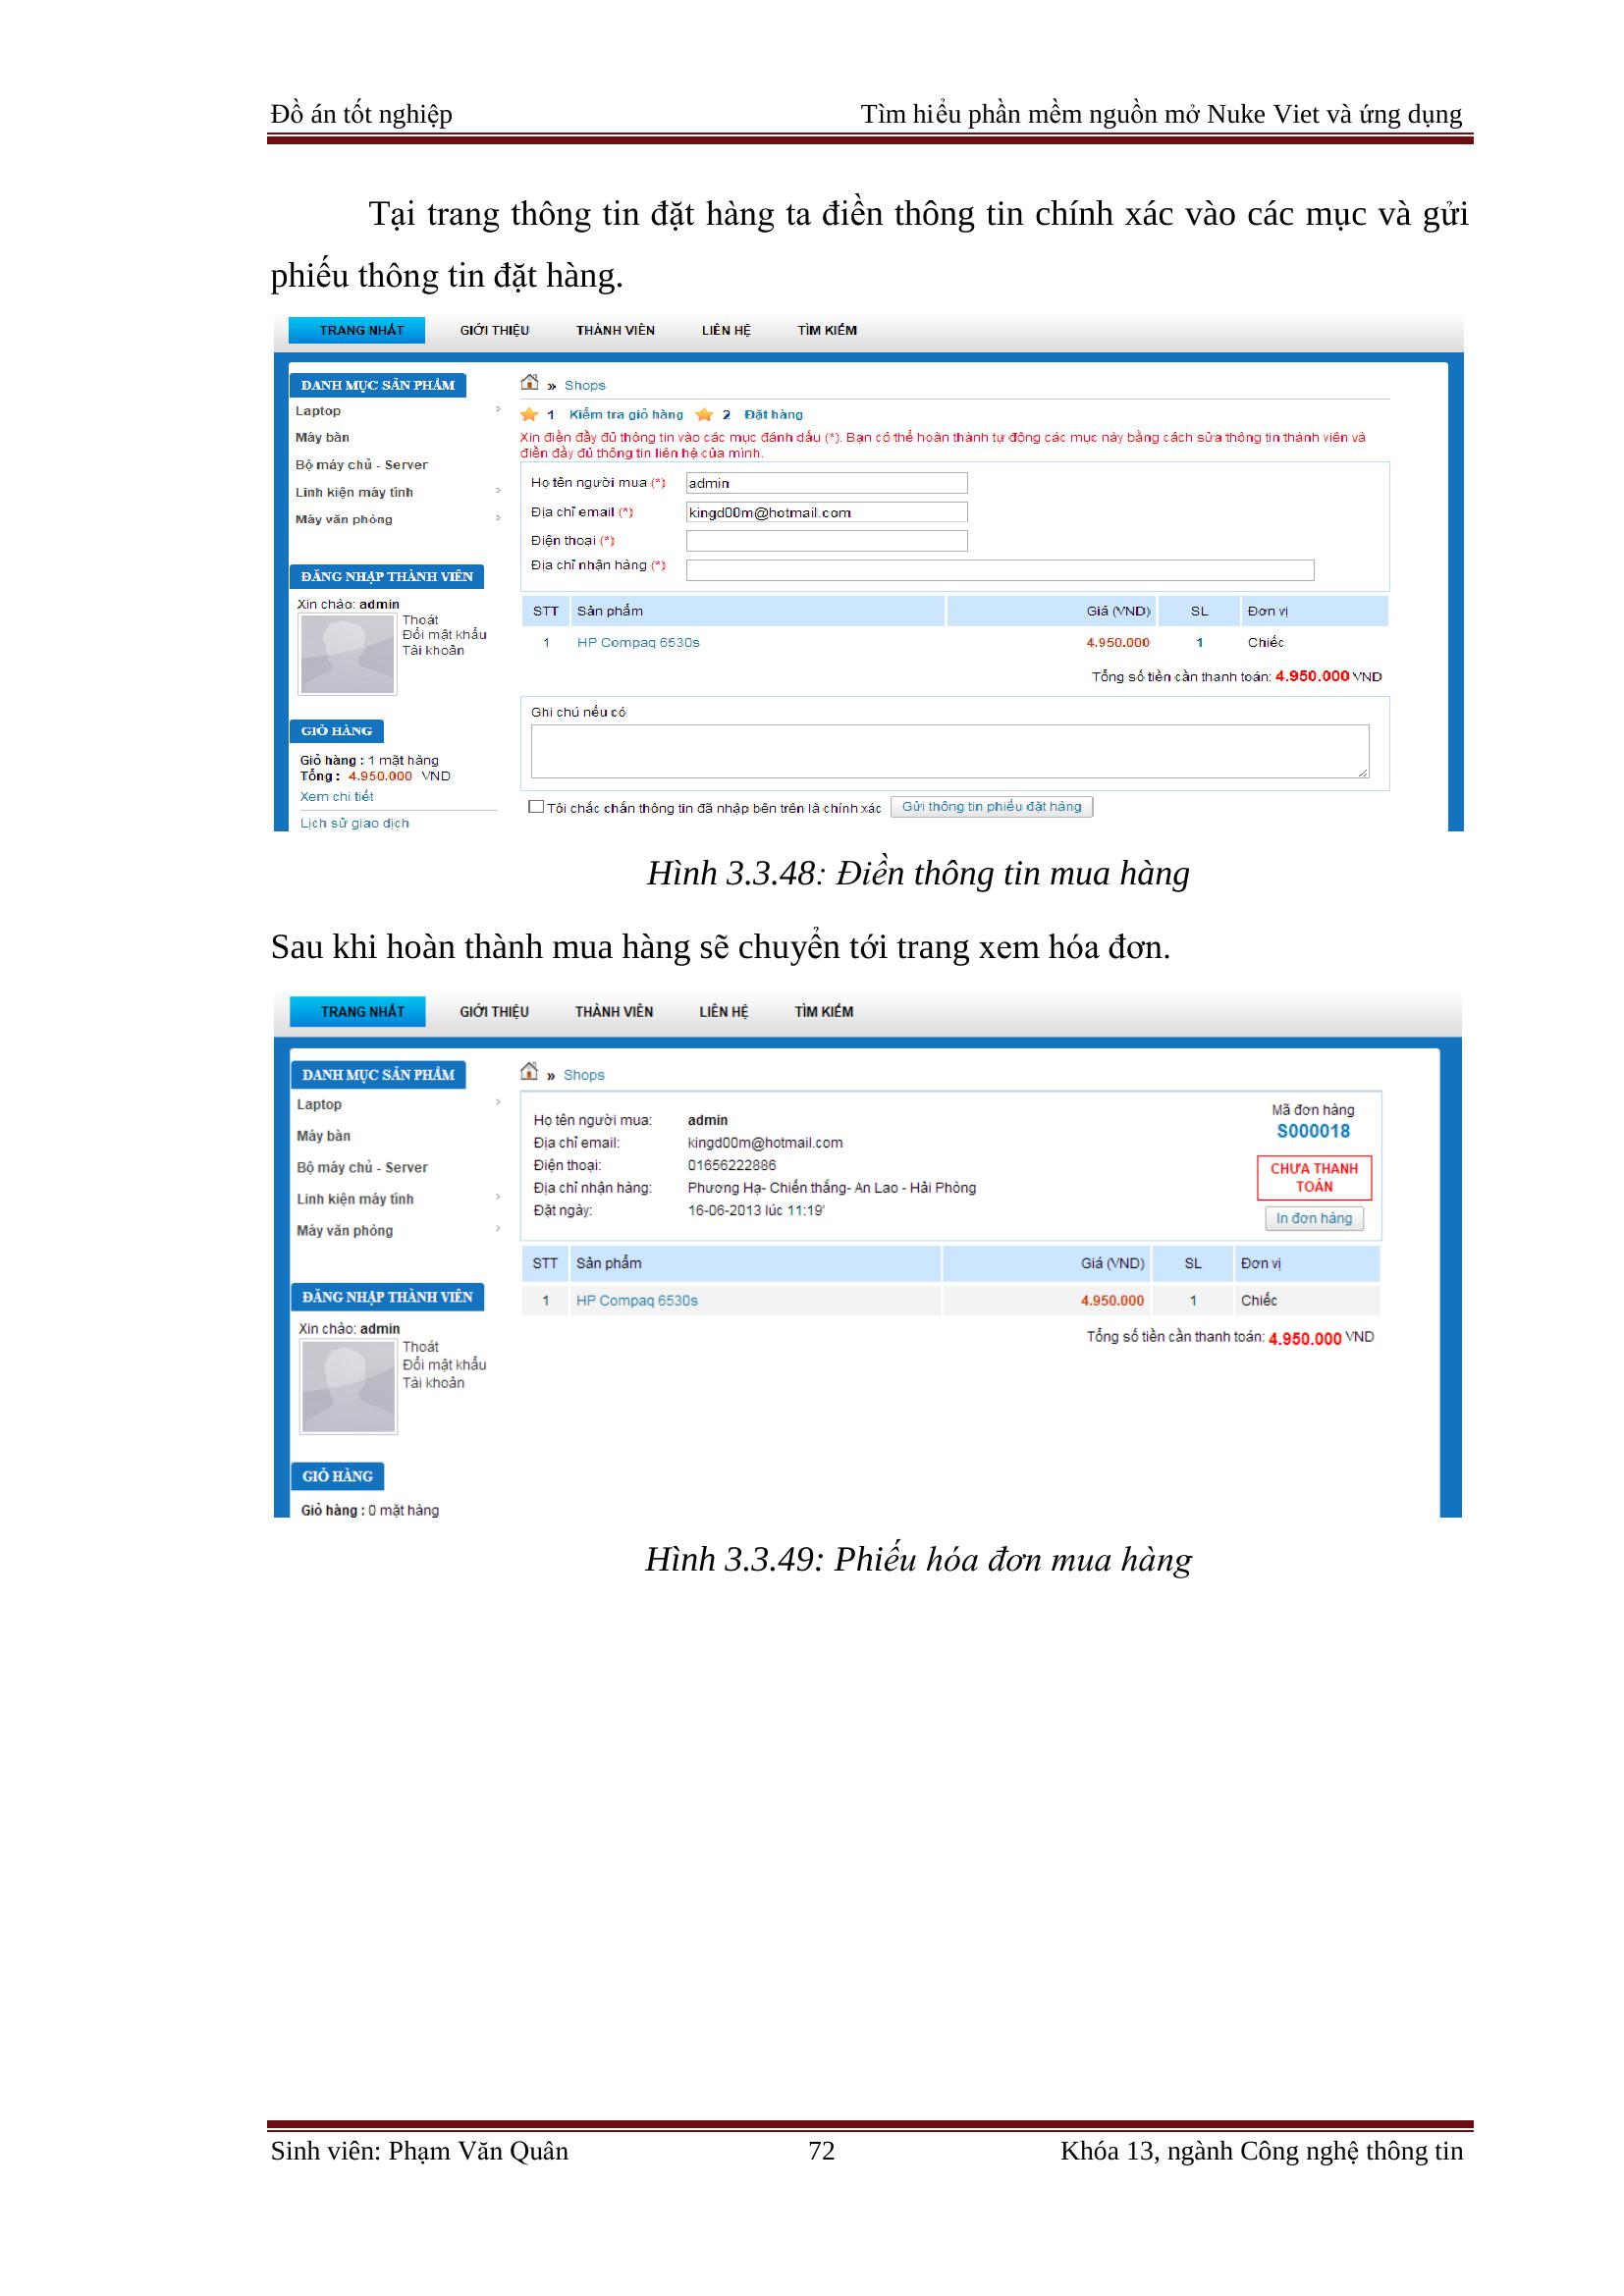 Đồ án tốt nghiệp Tìm hiểu phần mềm nguồn mở Nuke Viet và ứng dụng
Tại trang thông tin đặt hàng ta điền thông tin chính xác vào các mục và gửi
phiếu thông tin đặt hàng.
TRANG NHẤT GIỚI THIỆU THÀNH VIÊN LIÊN HỆ TÌM KIẾM
DANH MỤC SẢN PHẨM
Laptop
Máy bàn
Bộ máy chủ - Server
Linh kiện máy tính
Máy văn phòng
ĐĂNG NHẬP THÀNH VIÊN
Xin chào: admin
Thoát
Đổi mật khẩu
Tài khoản
GIỎ HÀNG
Giỏ hàng : 1 mặt hàng
Tổng : 4.950.000 VND
Xem chi tiết
Lịch sử giao dịch
» Shops
1 Kiểm tra giỏ hàng 2 Đặt hàng
Xin điền đầy đủ thông tin vào các mục đánh dấu (*). Bạn có thể hoàn thành tự động các mục này bằng cách sửa thông tin thành viên và
điền đầy đủ thông tin liên hệ của mình.
Họ tên người mua (*) admin
Địa chỉ email (*) kingd00m@hotmail.com
Điện thoại (*)
Địa chỉ nhận hàng (*)
STT Sản phẩm Giá (VND) SL Đơn vị
1 HP Compaq 6530s 4.950.000 1 Chiếc
Tổng số tiền cần thanh toán: 4.950.000 VND
Ghi chú nếu có
Tôi chắc chắn thông tin đã nhập bên trên là chính xác Gửi thông tin phiếu đặt hàng
Hình 3.3.48: Điền thông tin mua hàng
Sau khi hoàn thành mua hàng sẽ chuyển tới trang xem hóa đơn.
TRANG NHẤT GIỚI THIỆU THÀNH VIÊN LIÊN HỆ TÌM KIẾM
DANH MỤC SẢN PHẨM
Laptop
Máy bàn
Bộ máy chủ - Server
Linh kiện máy tính
Máy văn phòng
ĐĂNG NHẬP THÀNH VIÊN
Xin chào: admin
Thoát
Đổi mật khẩu
Tài khoản
GIỎ HÀNG
Giỏ hàng : 0 mặt hàng
» Shops
Họ tên người mua: admin
Địa chỉ email: kingd00m@hotmail.com
Điện thoại: 01656222886
Địa chỉ nhận hàng: Phương Hạ- Chiến thắng- An Lao - Hải Phòng
Đặt ngày: 16-06-2013 lúc 11:19'
Mã đơn hàng
S000018
CHƯA THANH
TOÁN
In đơn hàng
STT Sản phẩm Giá (VND) SL Đơn vị
1 HP Compaq 6530s 4.950.000 1 Chiếc
Tổng số tiền cần thanh toán: 4.950.000 VND
Hình 3.3.49: Phiếu hóa đơn mua hàng
Sinh viên: Phạm Văn Quân 72 Khóa 13, ngành Công nghệ thông tin